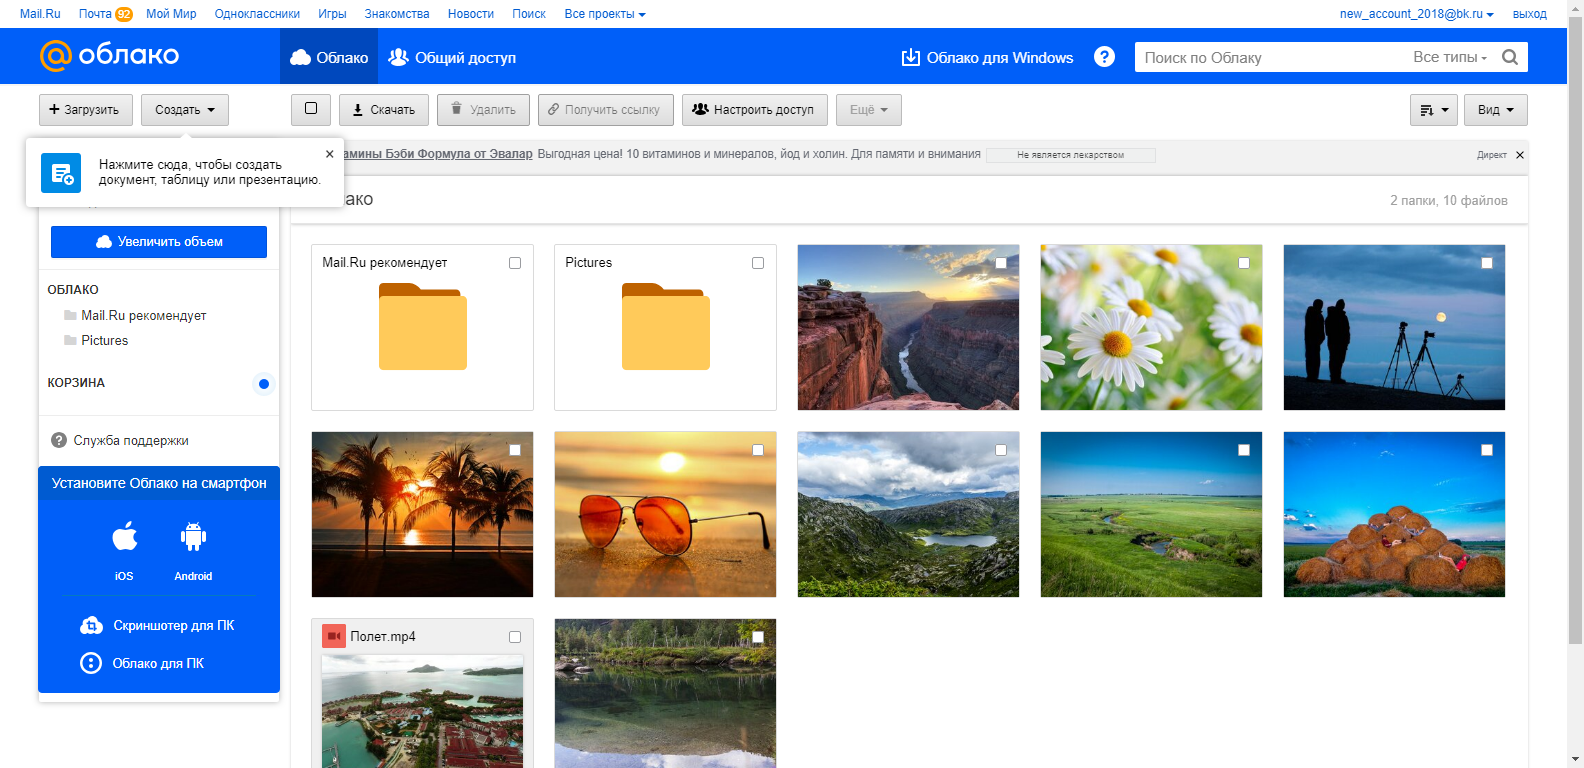 Mail.Ru Почта 92 Мой Мир Одноклассники Игры Знакомства Новости Поиск Все проекты new_account_2018@bk.ru выход
@облако Облако Общий доступ Облако для Windows ? Поиск по Облаку Все типы
Загрузить Создать Скачать Удалить Получить ссылку Настроить доступ Ещё Вид
Нажмите сюда, чтобы создать
документ, таблицу или презентацию.
амины Бэби Формула от Эвалар Выгодная цена! 10 витаминов и минералов, йод и холин. Для памяти и внимания Не является лекарством Директ
ако 2 папки, 10 файлов
Увеличить объем
ОБЛАКО
Mail.Ru рекомендует
Pictures
КОРЗИНА
Служба поддержки
Установите Облако на смартфон
iOS Android
Скриншотер для ПК
Облако для ПК
Mail.Ru рекомендует Pictures
Полет.mp4